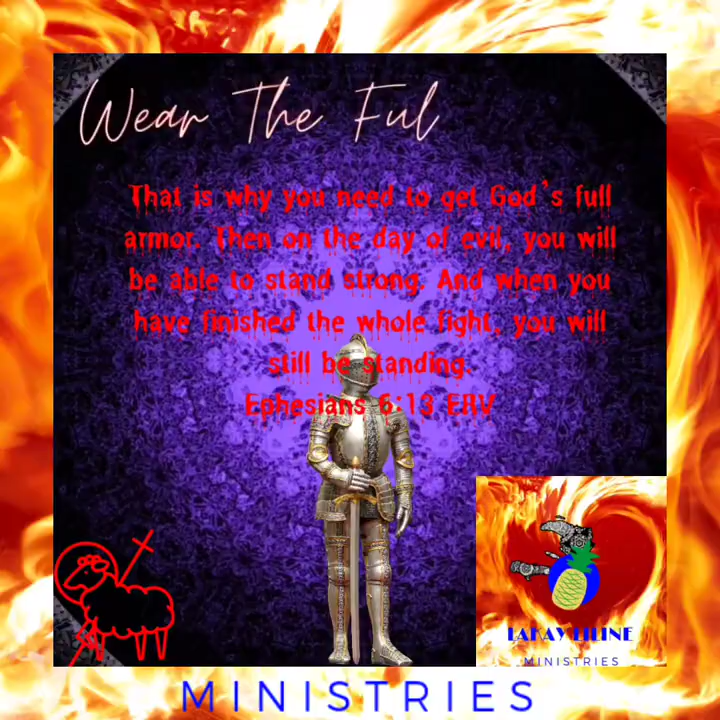 Wear The Ful
That is why you need to get God's full
armor. Then on the day of evil, you will
be able to stand strong. And when you
have finished the whole fight, you will
still be standing.
Ephesians 6:13 ERV
LAKAY LILINE
MINISTRIES
MINISTRIES